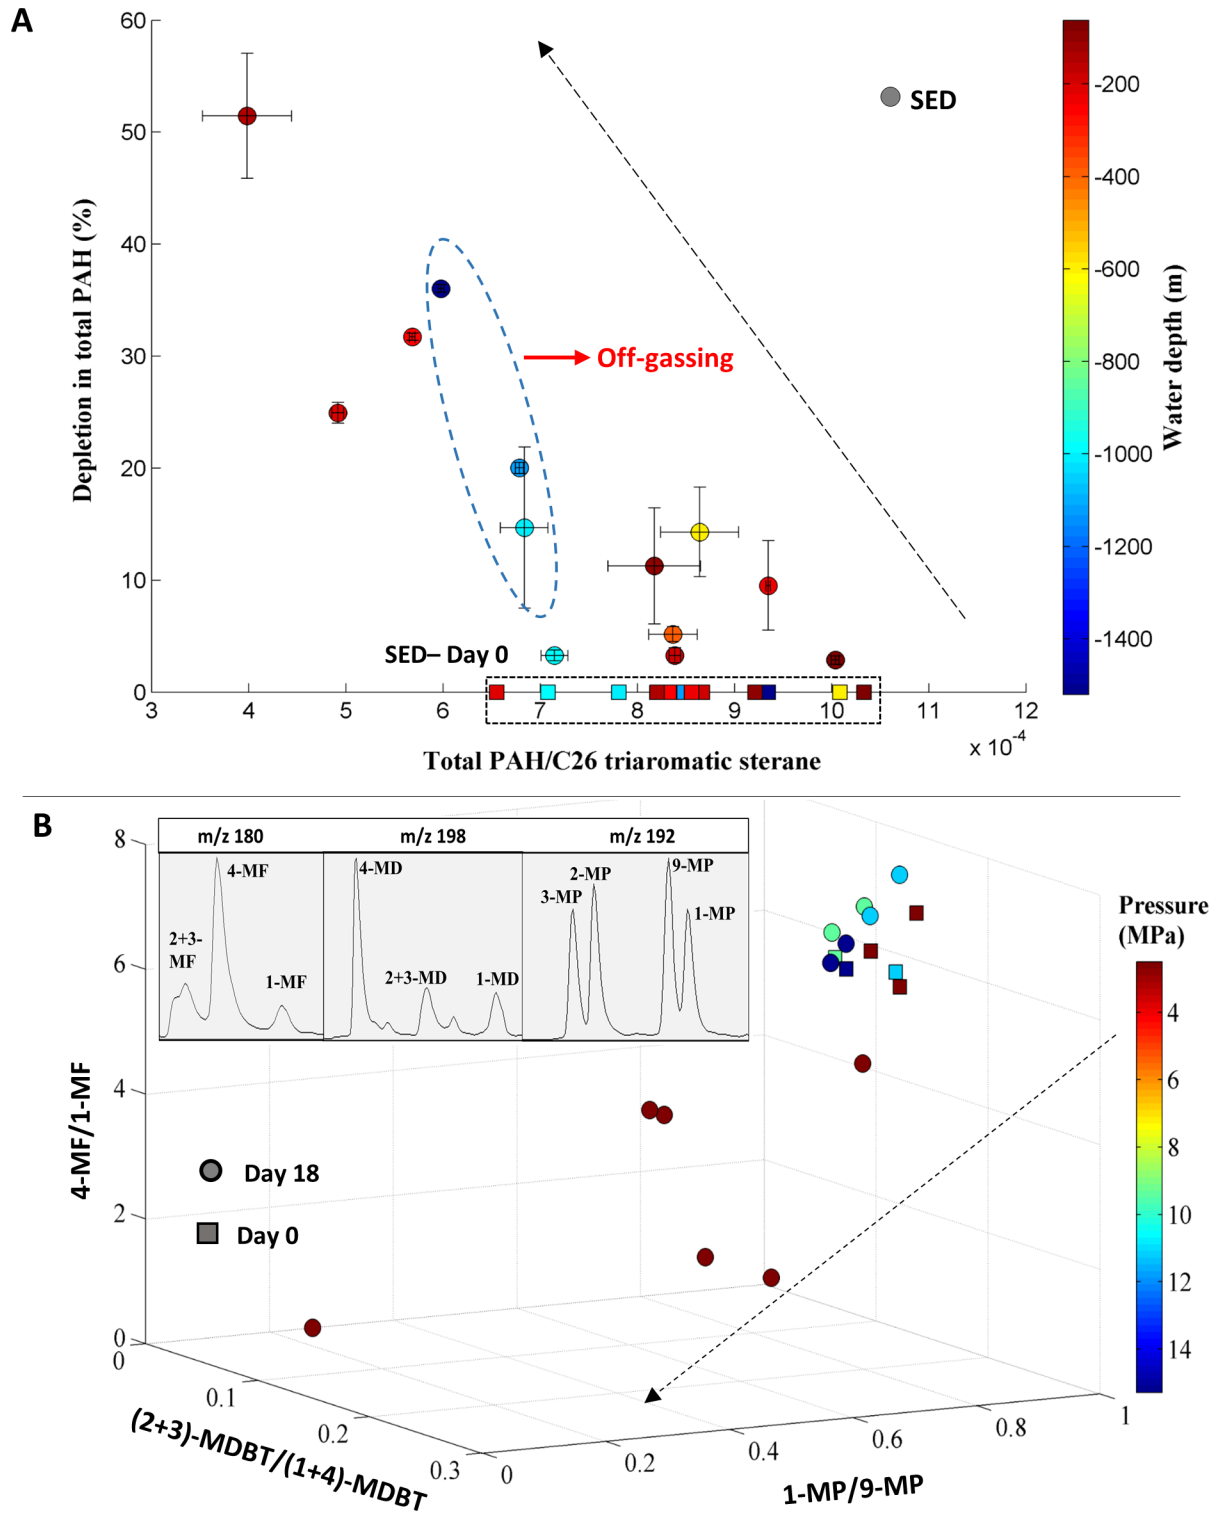 A
60
50
40
30
20
10
0
Depletion in total PAH (%)
SED
Off-gassing
SED– Day 0
3 4 5 6 7 8 9 10 11 12
x 10⁻⁴
Total PAH/C26 triaromatic sterane
-200
-400
-600
-800
-1000
-1200
-1400
Water depth (m)
B
m/z 180 m/z 198 m/z 192
4-MF
2+3-
MF
1-MF
4-MD
2+3-MD
1-MD
3-MP
2-MP
9-MP
1-MP
8
6
4
2
0
4-MF/1-MF
Day 18
Day 0
0
0.1
0.2
0.3
(2+3)-MDBT/(1+4)-MDBT
0
0.2
0.4
0.6
0.8
1
1-MP/9-MP
Pressure
(MPa)
4
6
8
10
12
14